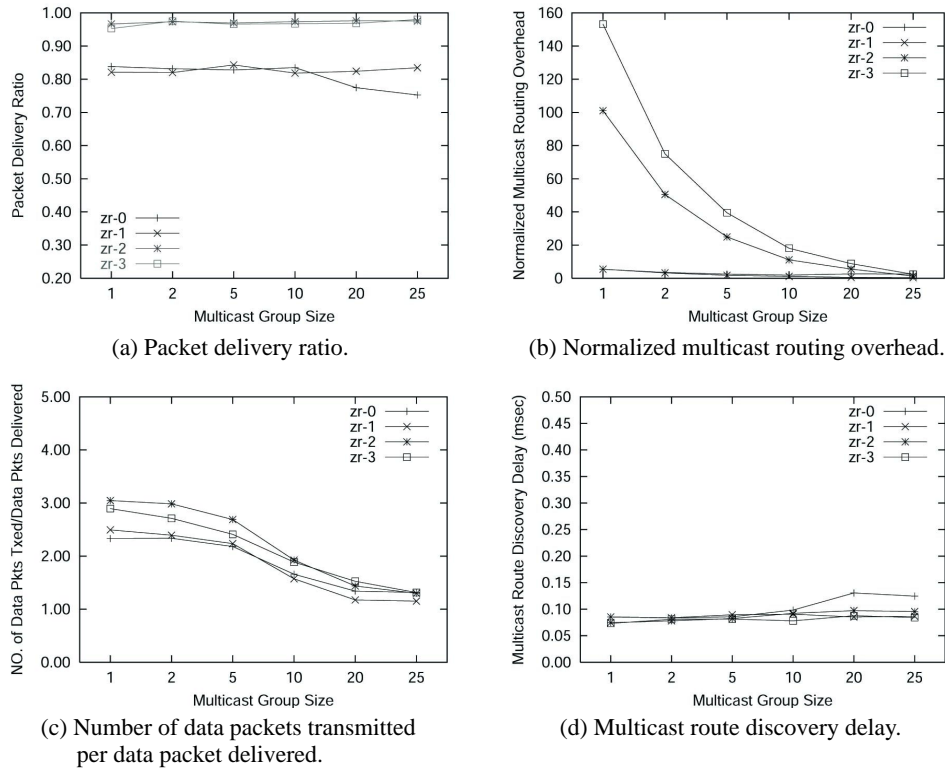 Packet Delivery Ratio
1.00
0.90
0.80
0.70
0.60
0.50
0.40
0.30
0.20
zr-0
zr-1
zr-2
zr-3
1 2 5 10 20 25
Multicast Group Size
(a) Packet delivery ratio.
Normalized Multicast Routing Overhead
160
140
120
100
80
60
40
20
0
zr-0
zr-1
zr-2
zr-3
1 2 5 10 20 25
Multicast Group Size
(b) Normalized multicast routing overhead.
NO. of Data Pkts Txed/Data Pkts Delivered
5.00
4.00
3.00
2.00
1.00
0.00
zr-0
zr-1
zr-2
zr-3
1 2 5 10 20 25
Multicast Group Size
(c) Number of data packets transmitted
per data packet delivered.
Multicast Route Discovery Delay (msec)
0.50
0.45
0.40
0.35
0.30
0.25
0.20
0.15
0.10
0.05
0.00
zr-0
zr-1
zr-2
zr-3
1 2 5 10 20 25
Multicast Group Size
(d) Multicast route discovery delay.